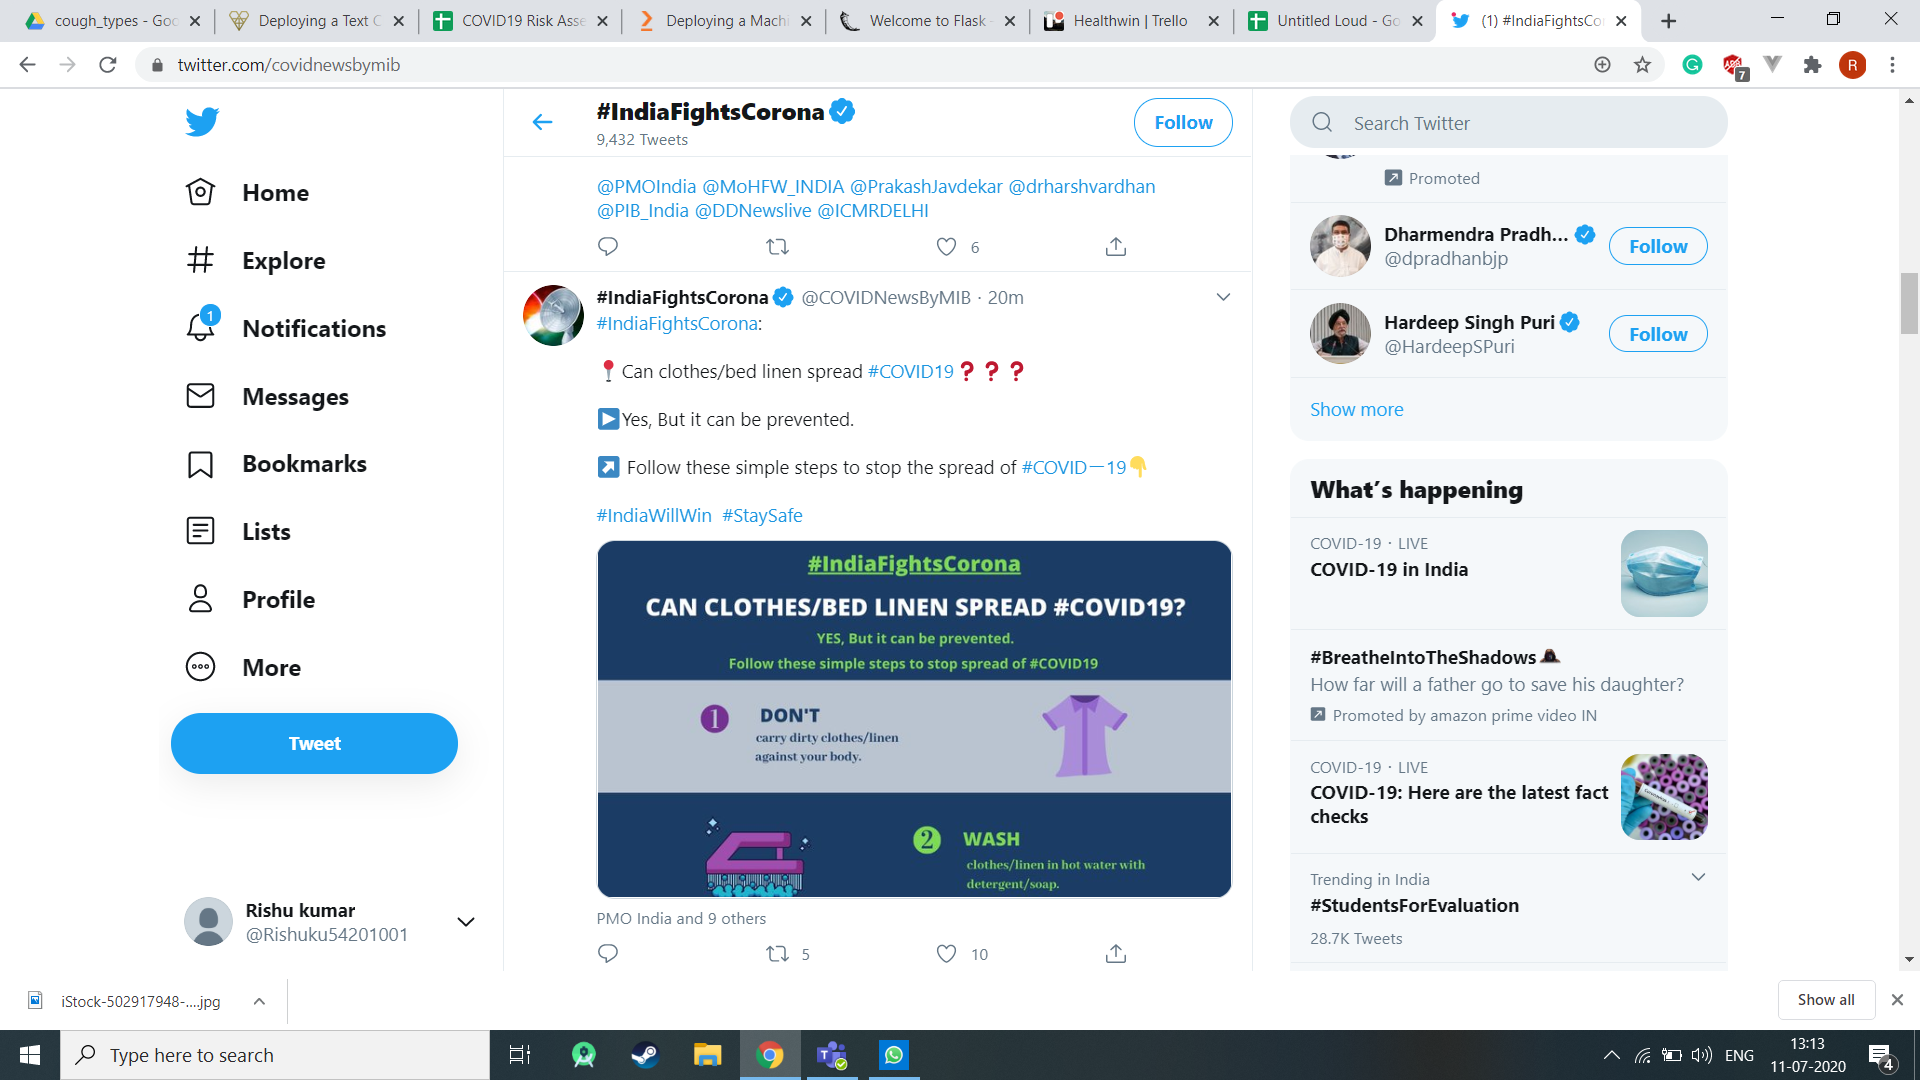 cough_types - Goo
Deploying a Text C
COVID19 Risk Asse
Deploying a Machi
Welcome to Flask
Healthwin | Trello
Untitled Loud - Go
(1) #IndiaFightsCo
twitter.com/covidnewsbymib
7
R
#IndiaFightsCorona
9,432 Tweets
Follow
Home
Explore
1
Notifications
Messages
Bookmarks
Lists
Profile
More
Tweet
Rishu kumar
@Rishuku54201001
@PMOIndia @MoHFW_INDIA @PrakashJavdekar @drharshvardhan
@PIB_India @DDNewslive @ICMRDELHI
6
#IndiaFightsCorona @COVIDNewsByMIB · 20m
#IndiaFightsCorona:
📍Can clothes/bed linen spread #COVID19❓❓❓
▶️Yes, But it can be prevented.
↗️ Follow these simple steps to stop the spread of #COVIDー19👇
#IndiaWillWin #StaySafe
#IndiaFightsCorona
CAN CLOTHES/BED LINEN SPREAD #COVID19?
YES, But it can be prevented.
Follow these simple steps to stop spread of #COVID19
1 DON'T
carry dirty clothes/linen
against your body.
2 WASH
clothes/linen in hot water with
detergent/soap.
PMO India and 9 others
5 10
Search Twitter
Promoted
Dharmendra Pradh...
@dpradhanbjp
Follow
Hardeep Singh Puri
@HardeepSPuri
Follow
Show more
What's happening
COVID-19 · LIVE
COVID-19 in India
#BreatheIntoTheShadows
How far will a father go to save his daughter?
Promoted by amazon prime video IN
COVID-19 · LIVE
COVID-19: Here are the latest fact
checks
Trending in India
#StudentsForEvaluation
28.7K Tweets
iStock-502917948-....jpg
Show all
Type here to search
ENG
13:13
11-07-2020
4